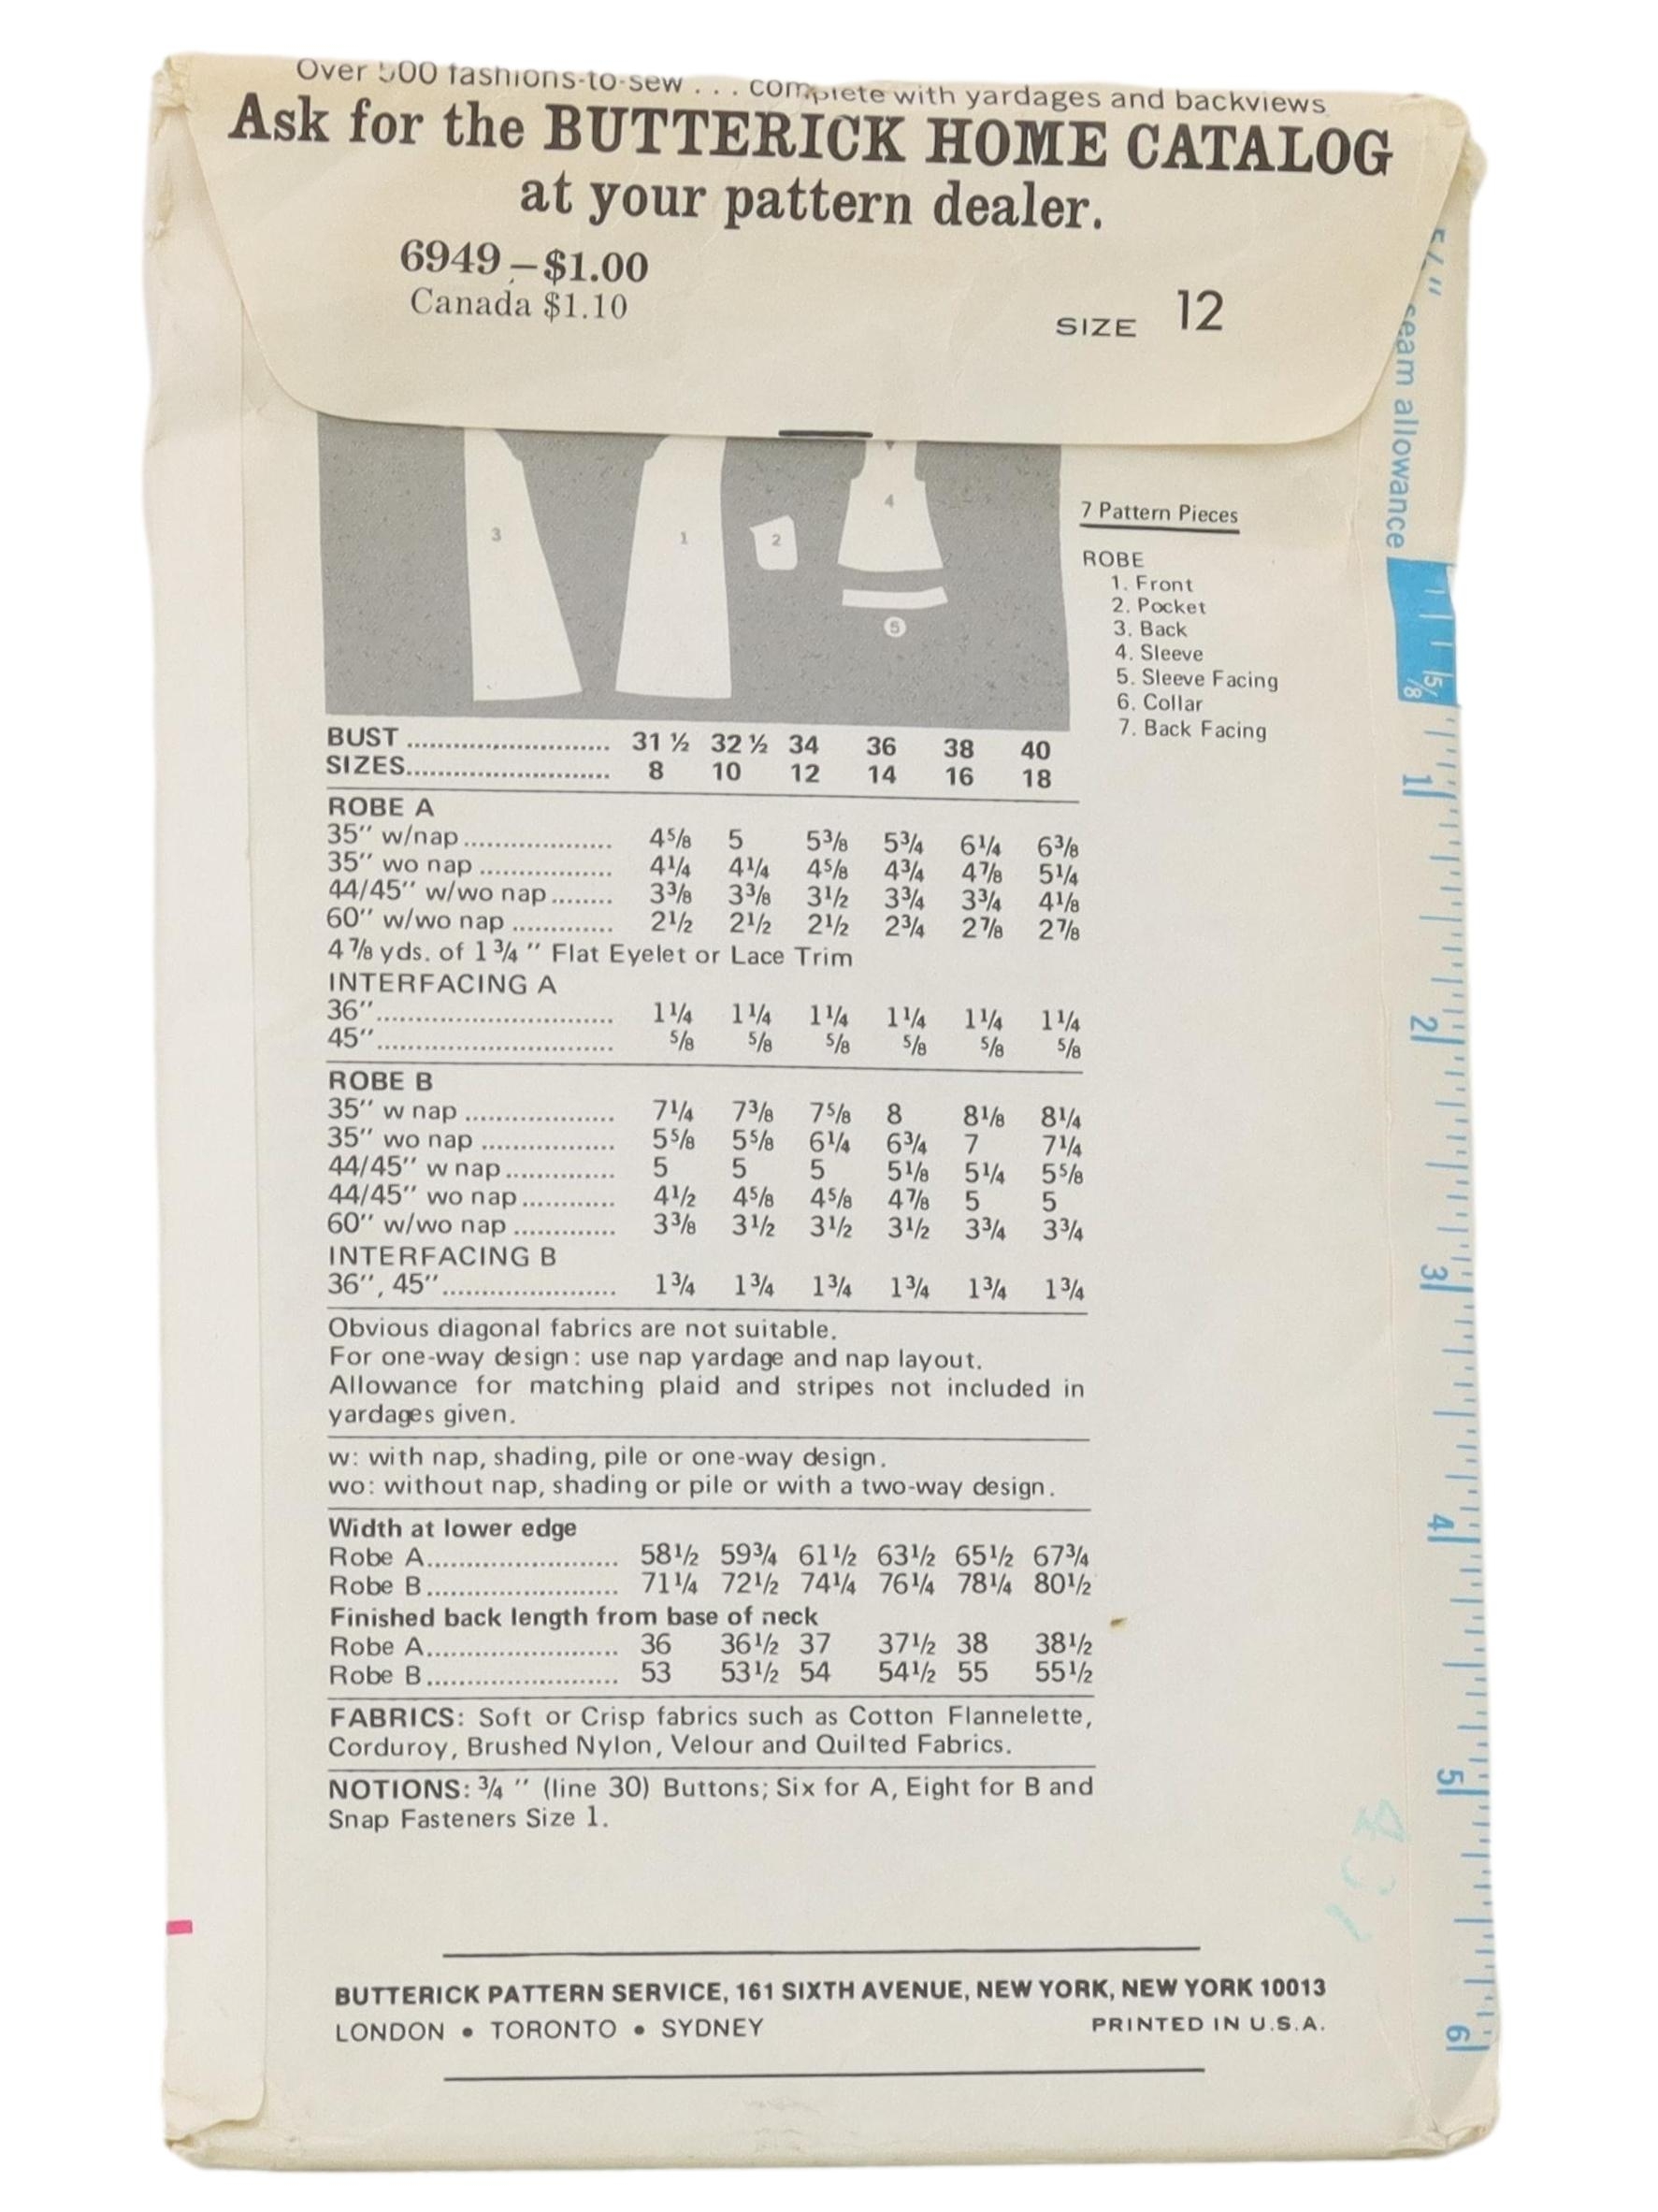 Over 500 fashions-to-sew . . . complete with yardages and backviews
Ask for the BUTTERICK HOME CATALOG
at your pattern dealer.
6949 – $1.00
Canada $1.10
SIZE 12
seam allowance
3
1
2
4
5
7 Pattern Pieces
ROBE
1. Front
2. Pocket
3. Back
4. Sleeve
5. Sleeve Facing
6. Collar
7. Back Facing
BUST 31 ½ 32 ½ 34 36 38 40
SIZES 8 10 12 14 16 18
ROBE A
35″ w/nap 4⅝ 5 5⅜ 5¾ 6¼ 6⅜
35″ wo nap 4¼ 4¼ 4⅝ 4¾ 4⅞ 5¼
44/45″ w/wo nap 3⅜ 3⅜ 3½ 3¾ 3¾ 4⅛
60″ w/wo nap 2½ 2½ 2½ 2¾ 2⅞ 2⅞
4 ⅞ yds. of 1 ¾ ″ Flat Eyelet or Lace Trim
INTERFACING A
36″ 1¼ 1¼ 1¼ 1¼ 1¼ 1¼
45″ ⅝ ⅝ ⅝ ⅝ ⅝ ⅝
ROBE B
35″ w nap 7¼ 7⅜ 7⅝ 8 8⅛ 8¼
35″ wo nap 5⅝ 5⅝ 6¼ 6¾ 7 7¼
44/45″ w nap 5 5 5 5⅛ 5¼ 5⅝
44/45″ wo nap 4½ 4⅝ 4⅝ 4⅞ 5 5
60″ w/wo nap 3⅜ 3½ 3½ 3½ 3¾ 3¾
INTERFACING B
36″, 45″ 1¾ 1¾ 1¾ 1¾ 1¾ 1¾
Obvious diagonal fabrics are not suitable.
For one-way design: use nap yardage and nap layout.
Allowance for matching plaid and stripes not included in
yardages given.
w: with nap, shading, pile or one-way design.
wo: without nap, shading or pile or with a two-way design.
Width at lower edge
Robe A 58½ 59¾ 61½ 63½ 65½ 67¾
Robe B 71¼ 72½ 74¼ 76¼ 78¼ 80½
Finished back length from base of neck
Robe A 36 36½ 37 37½ 38 38½
Robe B 53 53½ 54 54½ 55 55½
FABRICS: Soft or Crisp fabrics such as Cotton Flannelette,
Corduroy, Brushed Nylon, Velour and Quilted Fabrics.
NOTIONS: ¾ ″ (line 30) Buttons; Six for A, Eight for B and
Snap Fasteners Size 1.
BUTTERICK PATTERN SERVICE, 161 SIXTH AVENUE, NEW YORK, NEW YORK 10013
LONDON • TORONTO • SYDNEY
PRINTED IN U.S.A.
⅝
1
2
3
4
5
6